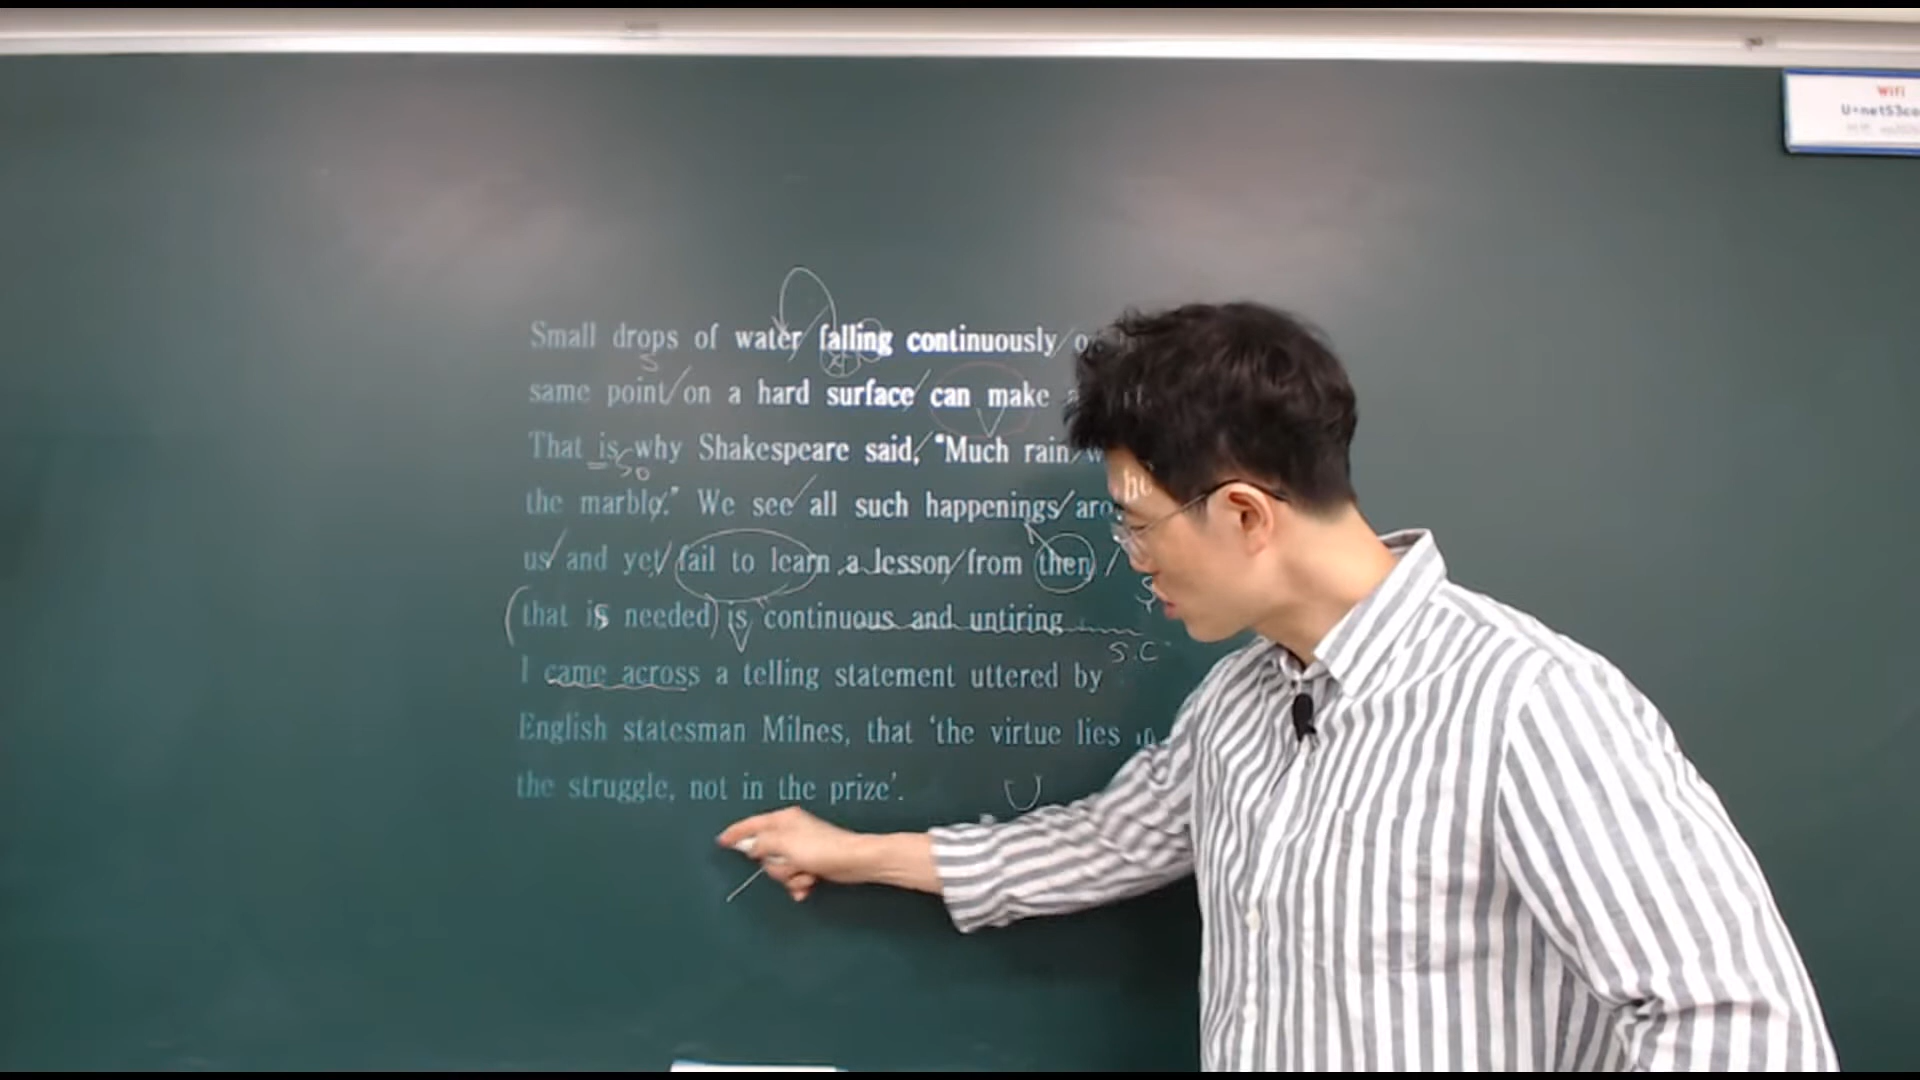 Wifi
Small drops of water falling continuously
S
same point on a hard surface can make
V
That is why Shakespeare said, "Much rain
so
the marble." We see all such happenings
us and yet fail to learn a lesson from them
S
that is needed is continuous and untiring
V S.C
I came across a telling statement uttered by
English statesman Milnes, that 'the virtue lies in
the struggle, not in the prize'.